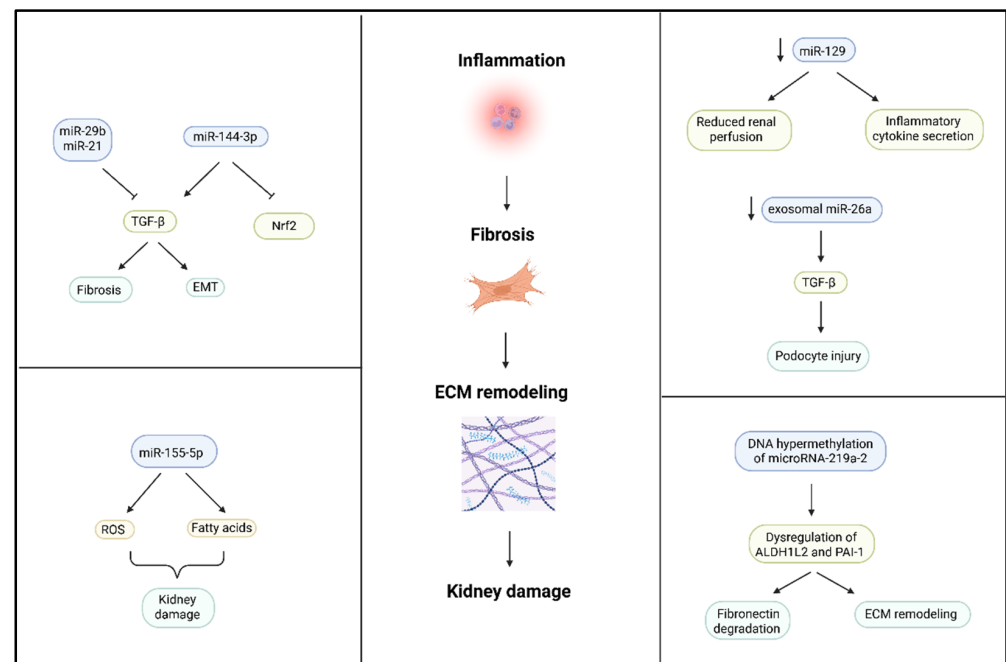 miR-29b
miR-21
miR-144-3p
TGF-β
Nrf2
Fibrosis
EMT
miR-155-5p
ROS
Fatty acids
Kidney
damage
Inflammation
Fibrosis
ECM remodeling
Kidney damage
miR-129
Reduced renal
perfusion
Inflammatory
cytokine secretion
exosomal miR-26a
TGF-β
Podocyte injury
DNA hypermethylation
of microRNA-219a-2
Dysregulation of
ALDH1L2 and PAI-1
Fibronectin
degradation
ECM remodeling